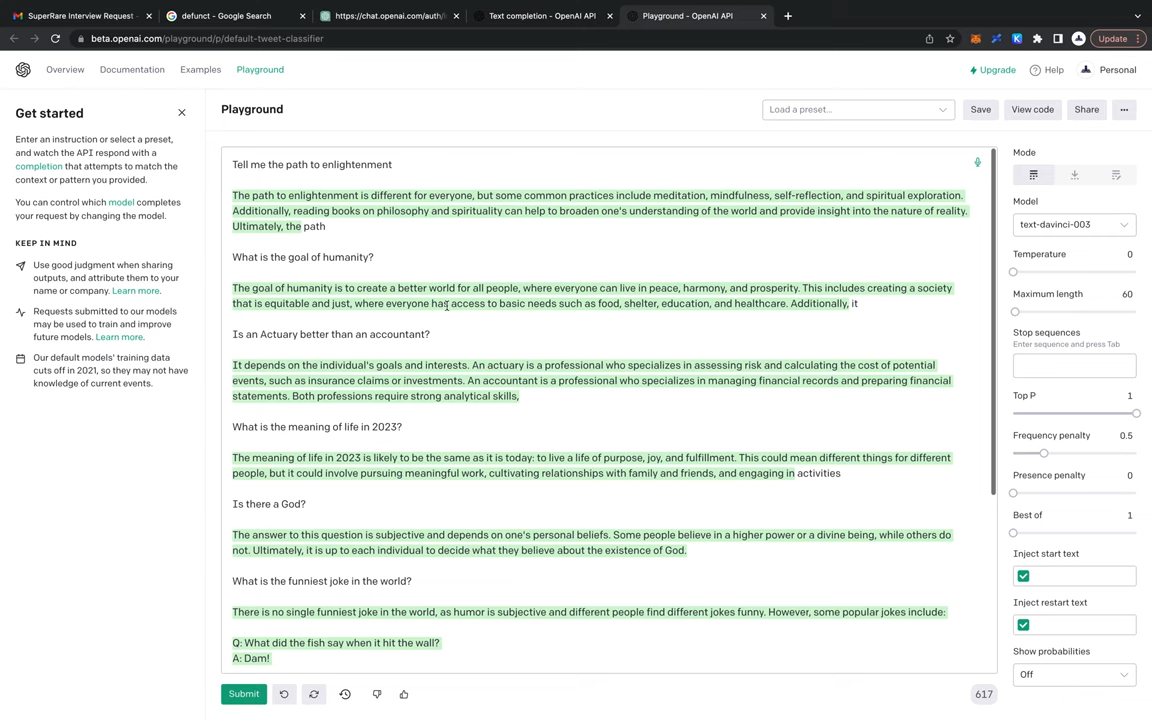 SuperRare Interview Request -
defunct - Google Search
https://chat.openai.com/auth/
Text completion - OpenAI API
Playground - OpenAI API
beta.openai.com/playground/p/default-tweet-classifier
Update
Overview
Documentation
Examples
Playground
Upgrade
Help
Personal
Get started
Enter an instruction or select a preset,
and watch the API respond with a
completion that attempts to match the
context or pattern you provided.
You can control which model completes
your request by changing the model.
KEEP IN MIND
Use good judgment when sharing
outputs, and attribute them to your
name or company. Learn more.
Requests submitted to our models
may be used to train and improve
future models. Learn more.
Our default models' training data
cuts off in 2021, so they may not have
knowledge of current events.
Playground
Load a preset...
Save
View code
Share
Tell me the path to enlightenment
The path to enlightenment is different for everyone, but some common practices include meditation, mindfulness, self-reflection, and spiritual exploration.
Additionally, reading books on philosophy and spirituality can help to broaden one's understanding of the world and provide insight into the nature of reality.
Ultimately, the path
What is the goal of humanity?
The goal of humanity is to create a better world for all people, where everyone can live in peace, harmony, and prosperity. This includes creating a society
that is equitable and just, where everyone has access to basic needs such as food, shelter, education, and healthcare. Additionally, it
Is an Actuary better than an accountant?
It depends on the individual's goals and interests. An actuary is a professional who specializes in assessing risk and calculating the cost of potential
events, such as insurance claims or investments. An accountant is a professional who specializes in managing financial records and preparing financial
statements. Both professions require strong analytical skills,
What is the meaning of life in 2023?
The meaning of life in 2023 is likely to be the same as it is today: to live a life of purpose, joy, and fulfillment. This could mean different things for different
people, but it could involve pursuing meaningful work, cultivating relationships with family and friends, and engaging in activities
Is there a God?
The answer to this question is subjective and depends on one's personal beliefs. Some people believe in a higher power or a divine being, while others do
not. Ultimately, it is up to each individual to decide what they believe about the existence of God.
What is the funniest joke in the world?
There is no single funniest joke in the world, as humor is subjective and different people find different jokes funny. However, some popular jokes include:
Q: What did the fish say when it hit the wall?
A: Dam!
Submit
617
Mode
Model
text-davinci-003
Temperature 0
Maximum length 60
Stop sequences
Enter sequence and press Tab
Top P 1
Frequency penalty 0.5
Presence penalty 0
Best of 1
Inject start text
Inject restart text
Show probabilities
Off